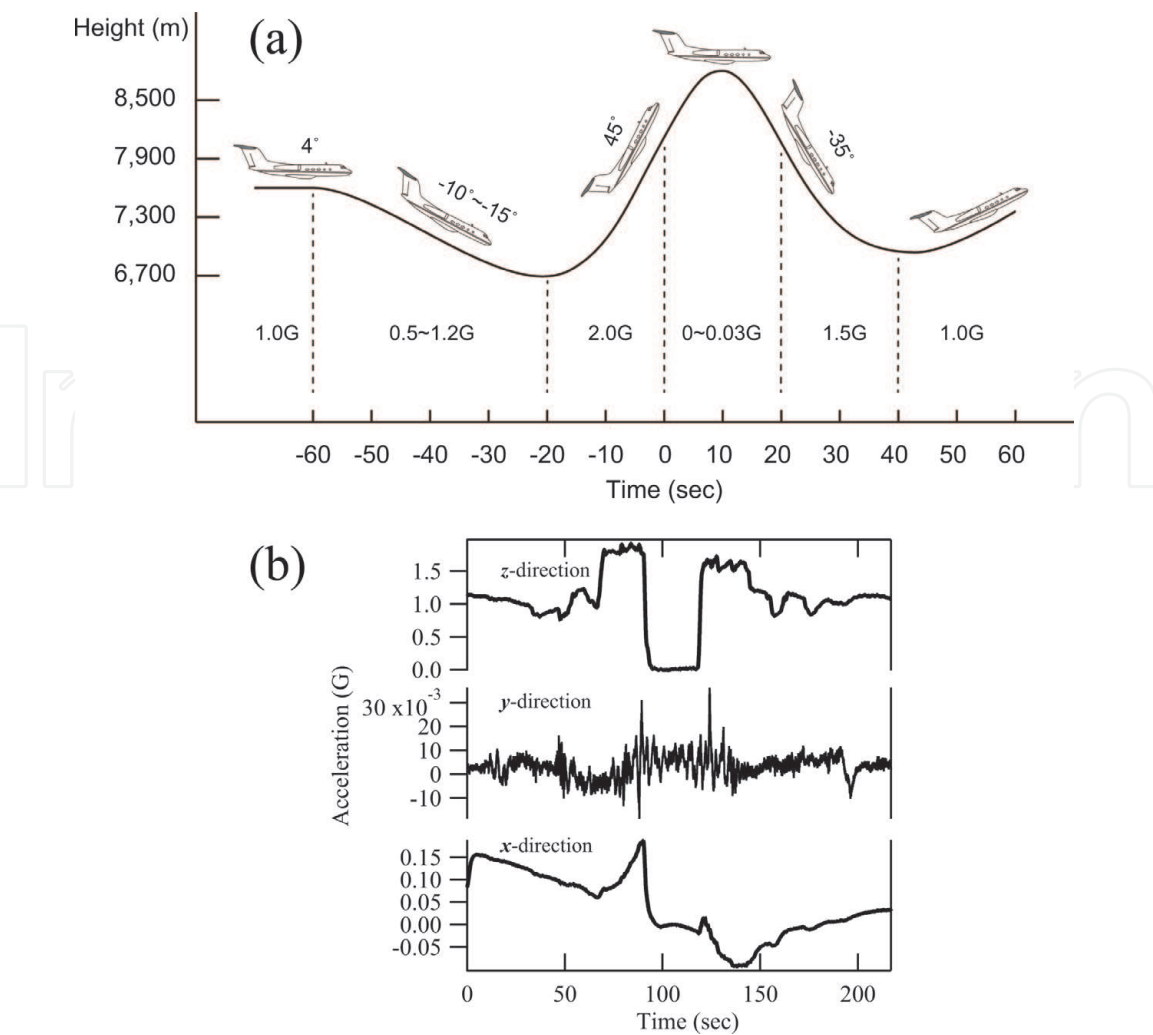 Height (m)
(a)
8,500
7,900
7,300
6,700
4°
-10°~-15°
45°
-35°
1.0G 0.5~1.2G 2.0G 0~0.03G 1.5G 1.0G
-60 -50 -40 -30 -20 -10 0 10 20 30 40 50 60
Time (sec)
(b)
z-direction
1.5
1.0
0.5
0.0
y-direction
30 x10-3
20
10
0
-10
Acceleration (G)
x-direction
0.15
0.10
0.05
0.00
-0.05
0 50 100 150 200
Time (sec)